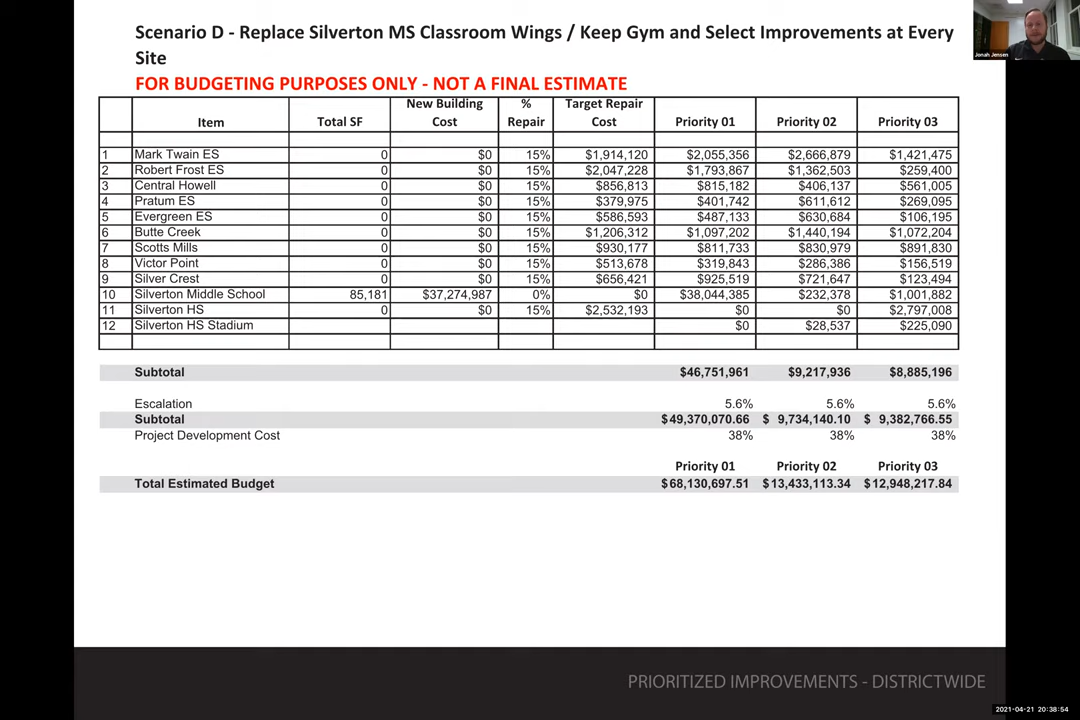 Scenario D - Replace Silverton MS Classroom Wings / Keep Gym and Select Improvements at Every
Site
FOR BUDGETING PURPOSES ONLY - NOT A FINAL ESTIMATE
Item Total SF New Building Cost % Repair Target Repair Cost Priority 01 Priority 02 Priority 03
1 Mark Twain ES 0 $0 15% $1,914,120 $2,055,356 $2,666,879 $1,421,475
2 Robert Frost ES 0 $0 15% $2,047,228 $1,793,867 $1,362,503 $259,400
3 Central Howell 0 $0 15% $856,813 $815,182 $406,137 $561,005
4 Pratum ES 0 $0 15% $379,975 $401,742 $611,612 $269,095
5 Evergreen ES 0 $0 15% $586,593 $487,133 $630,684 $106,195
6 Butte Creek 0 $0 15% $1,206,312 $1,097,202 $1,440,194 $1,072,204
7 Scotts Mills 0 $0 15% $930,177 $811,733 $830,979 $891,830
8 Victor Point 0 $0 15% $513,678 $319,843 $286,386 $156,519
9 Silver Crest 0 $0 15% $656,421 $925,519 $721,647 $123,494
10 Silverton Middle School 85,181 $37,274,987 0% $0 $38,044,385 $232,378 $1,001,882
11 Silverton HS 0 $0 15% $2,532,193 $0 $0 $2,797,008
12 Silverton HS Stadium $0 $28,537 $225,090
Subtotal $46,751,961 $9,217,936 $8,885,196
Escalation 5.6% 5.6% 5.6%
Subtotal $49,370,070.66 $ 9,734,140.10 $ 9,382,766.55
Project Development Cost 38% 38% 38%
Priority 01 Priority 02 Priority 03
Total Estimated Budget $68,130,697.51 $13,433,113.34 $12,948,217.84
PRIORITIZED IMPROVEMENTS - DISTRICTWIDE
Jonah Jensen
2021-04-21 20:38:54